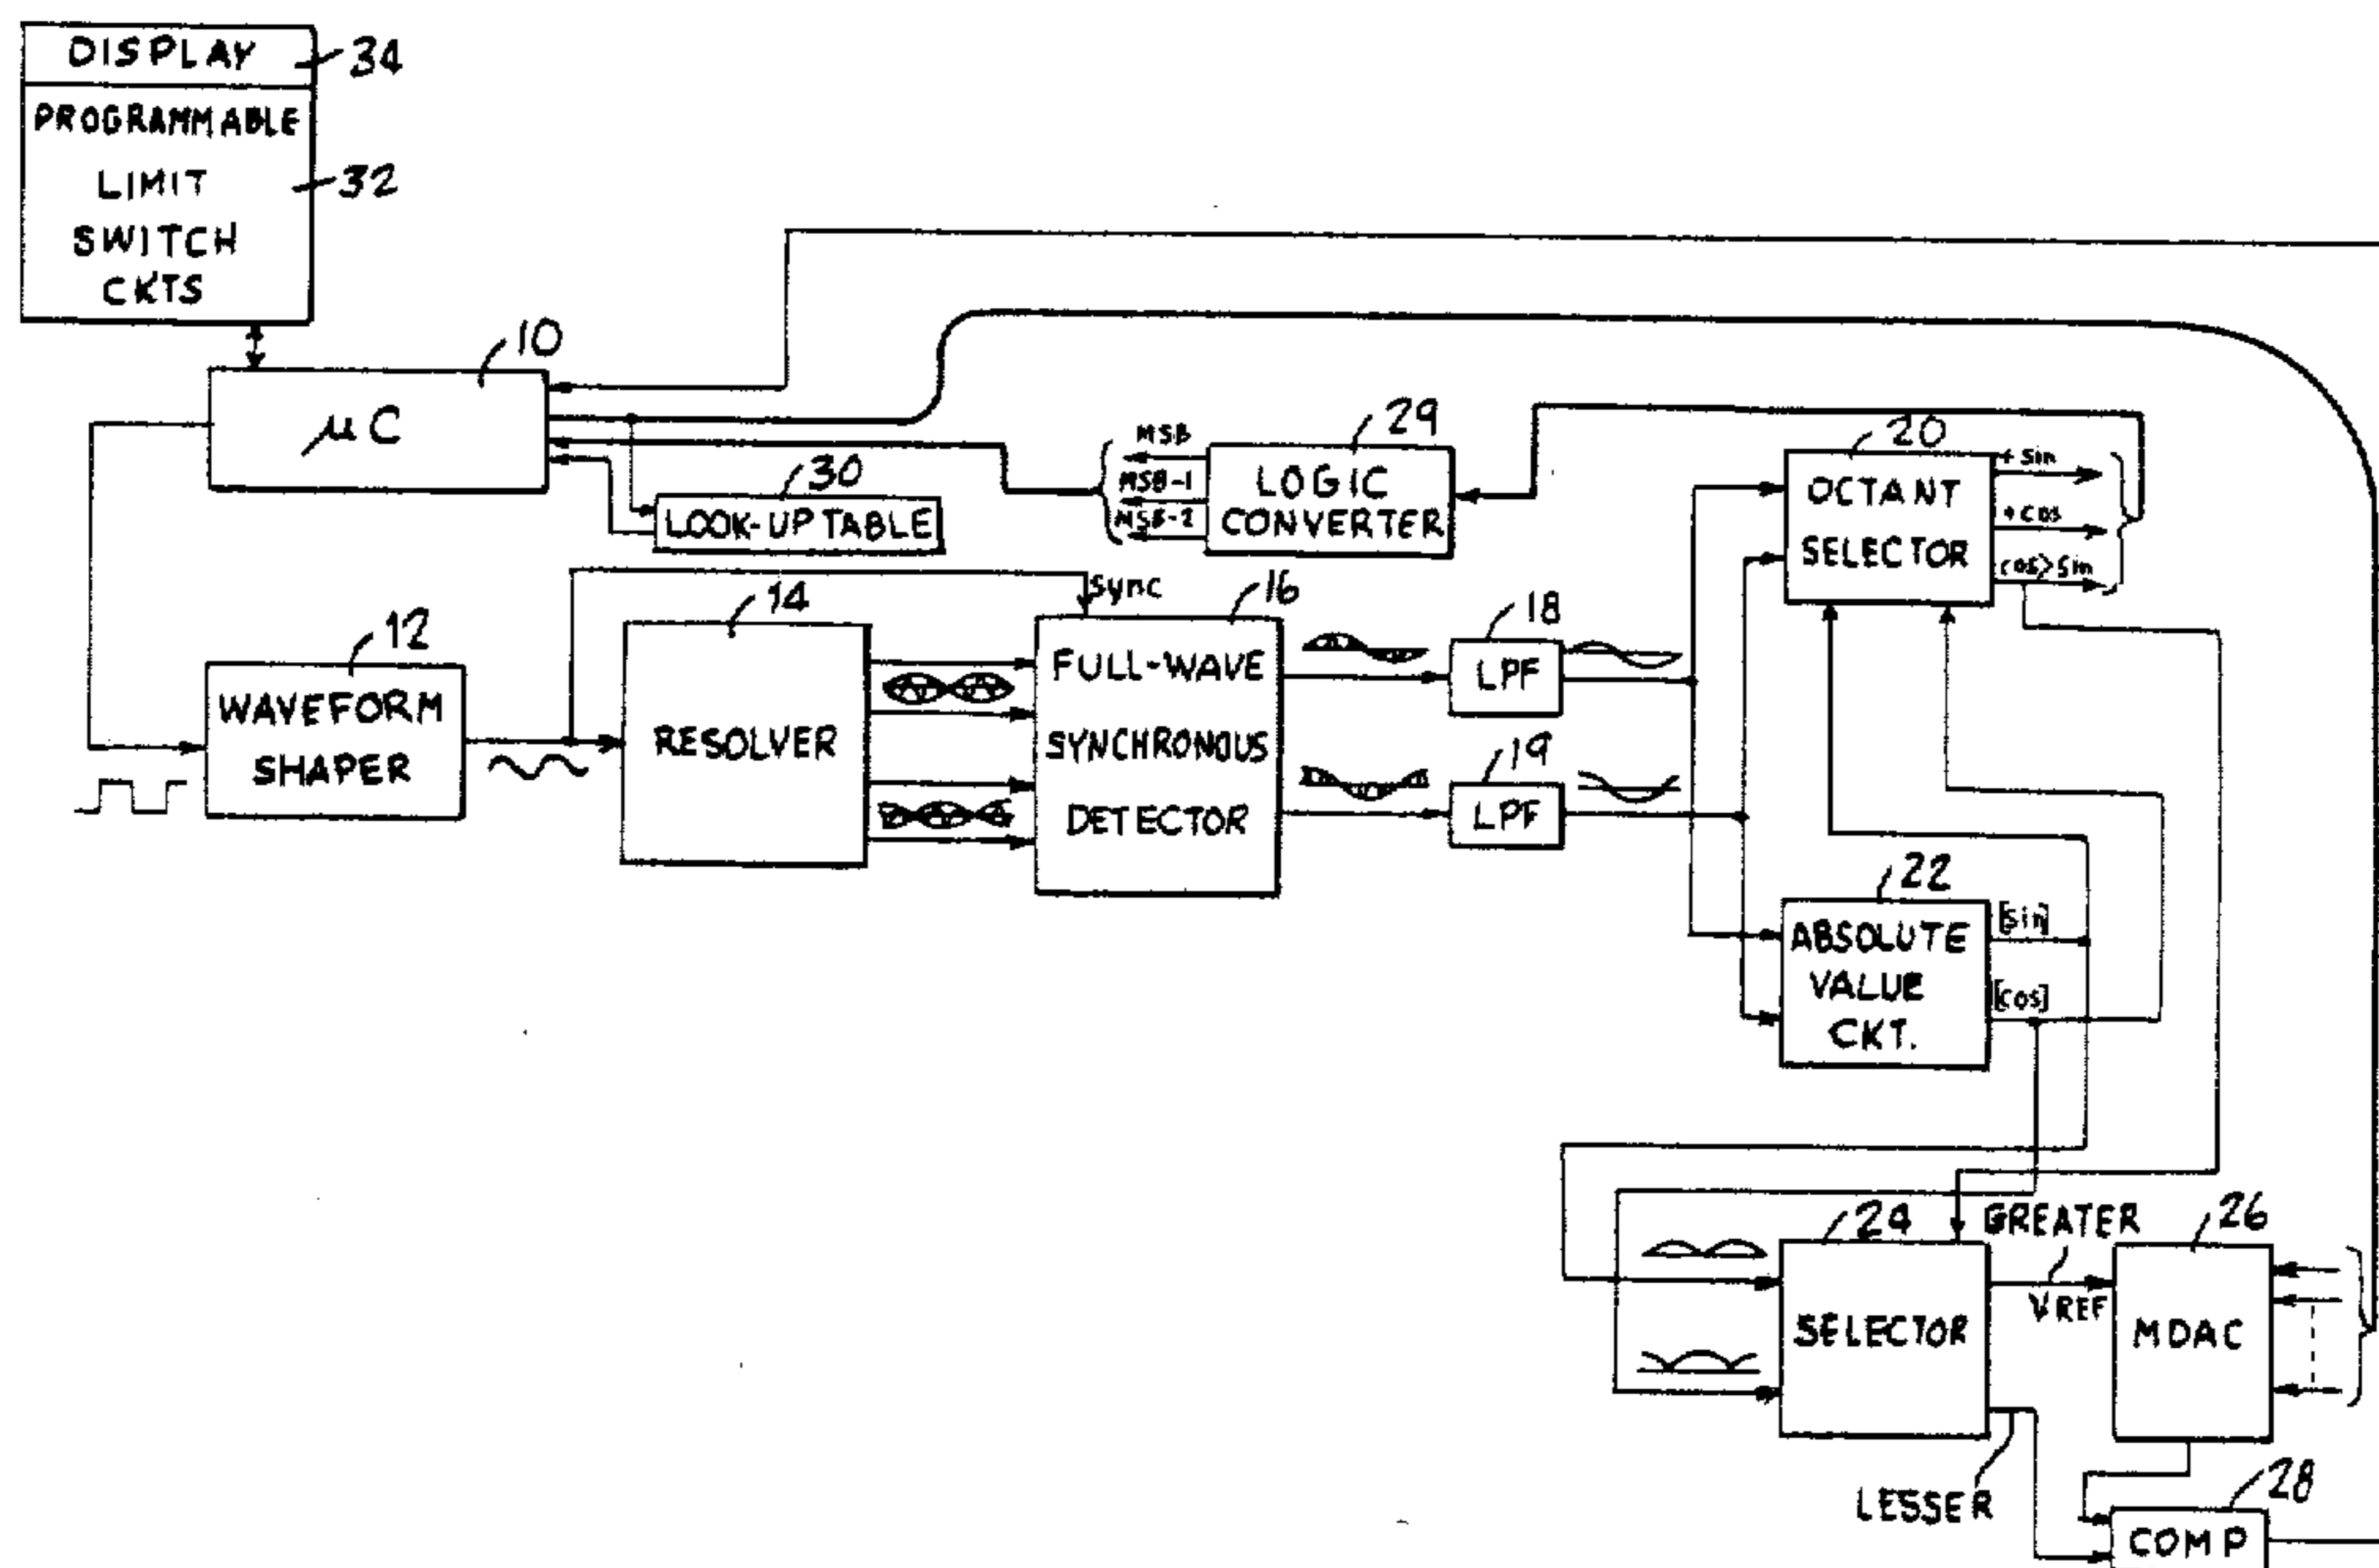 DISPLAY
34
PROGRAMMABLE
LIMIT
SWITCH
CKTS
32
10
µC
29
LOGIC
CONVERTER
MSB
MSB-1
MSB-2
30
LOOK-UP TABLE
20
OCTANT
SELECTOR
+ Sin
+ Cos
Cos>Sin
12
WAVEFORM
SHAPER
14
RESOLVER
Sync
16
FULL-WAVE
SYNCHRONOUS
DETECTOR
18
LPF
19
LPF
22
ABSOLUTE
VALUE
CKT.
[Sin]
[Cos]
24
SELECTOR
GREATER
VREF
LESSER
26
MDAC
28
COMP